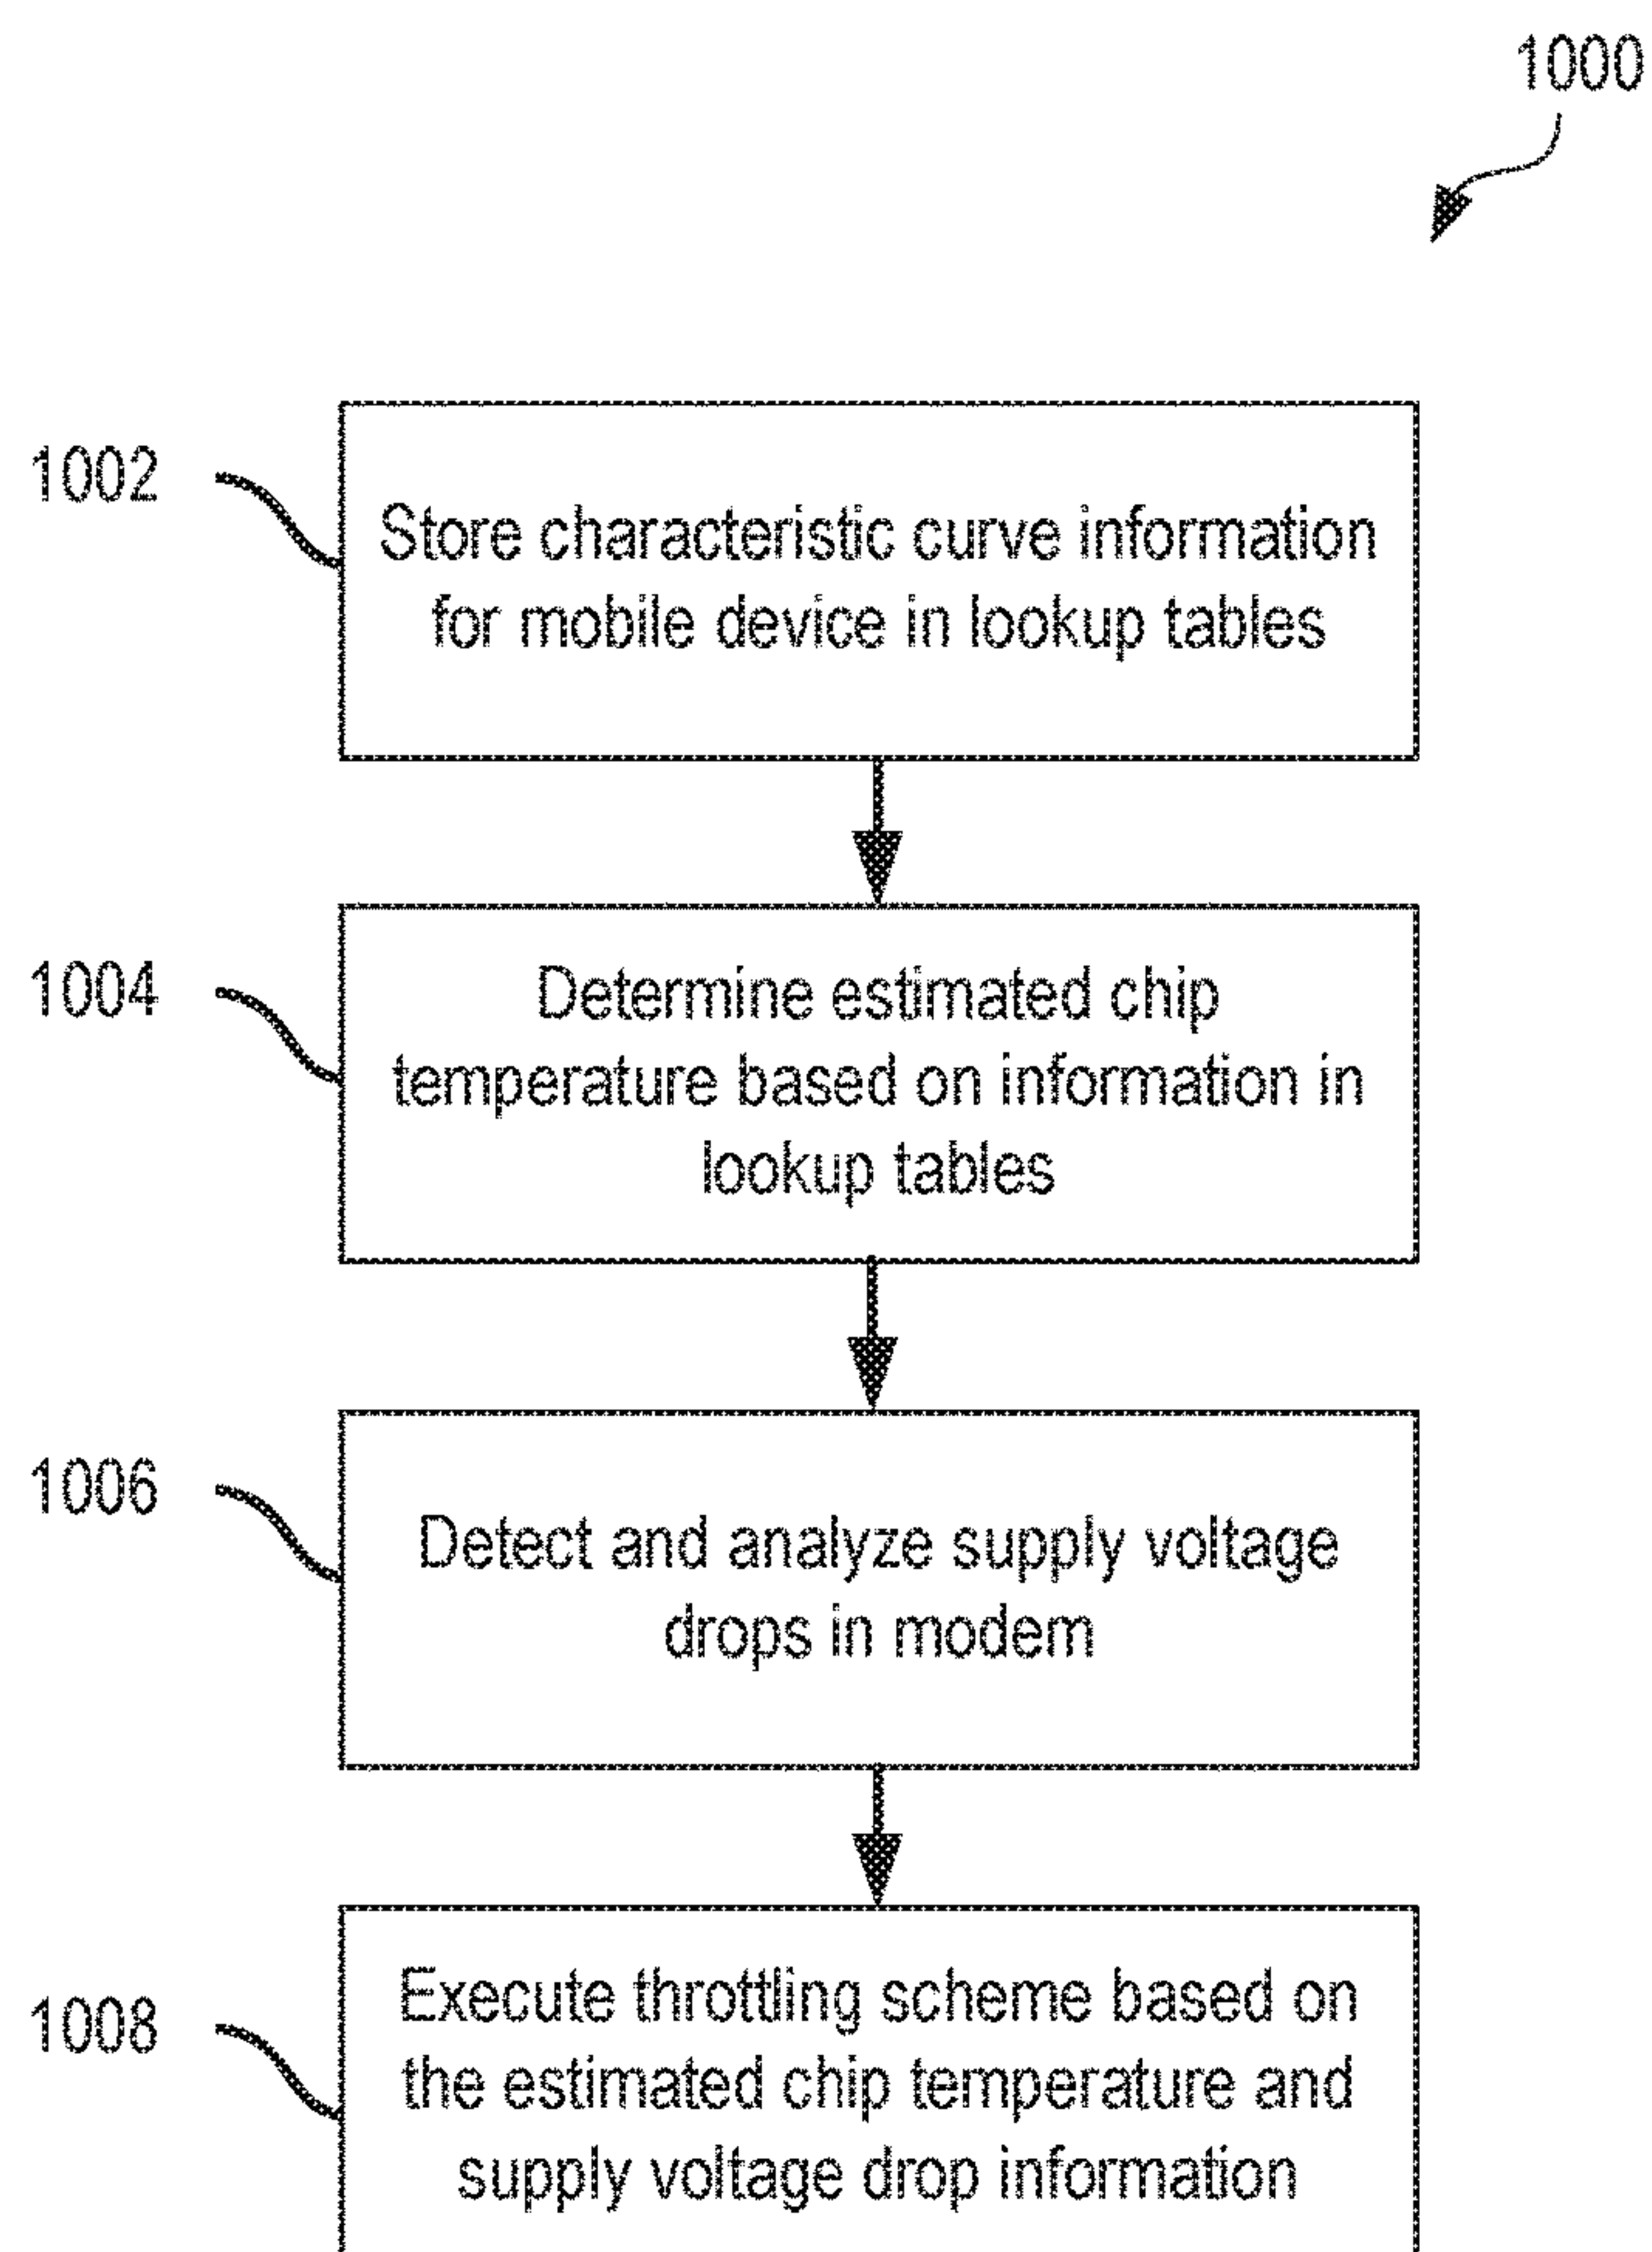 1000
1002
Store characteristic curve information
for mobile device in lookup tables
1004
Determine estimated chip
temperature based on information in
lookup tables
1006
Detect and analyze supply voltage
drops in modem
1008
Execute throttling scheme based on
the estimated chip temperature and
supply voltage drop information